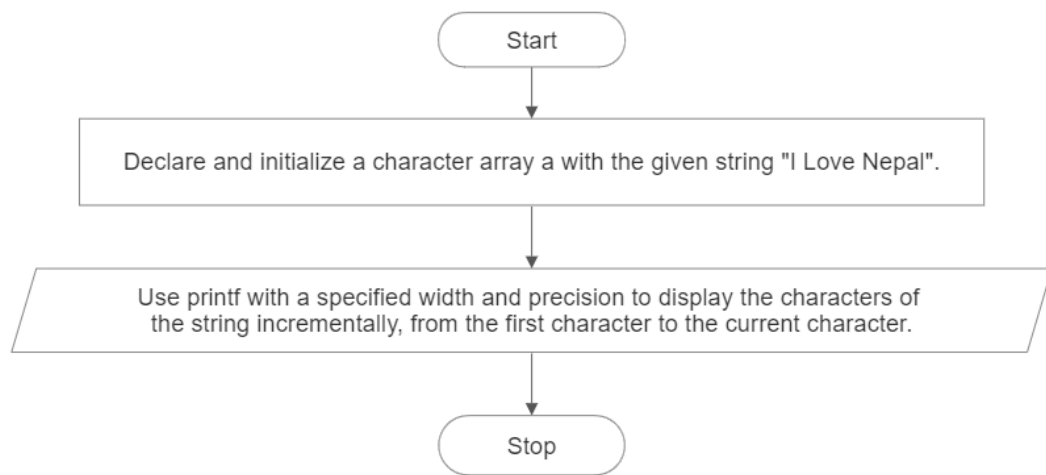 Start
Declare and initialize a character array a with the given string "I Love Nepal".
Use printf with a specified width and precision to display the characters of
the string incrementally, from the first character to the current character.
Stop